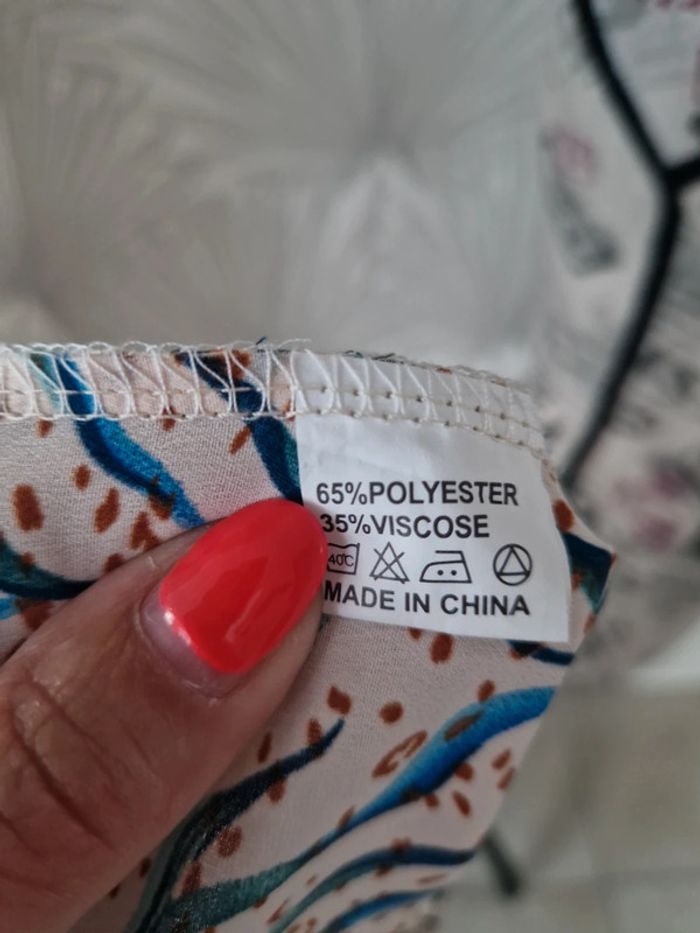 65%POLYESTER
35%VISCOSE
40°C
MADE IN CHINA